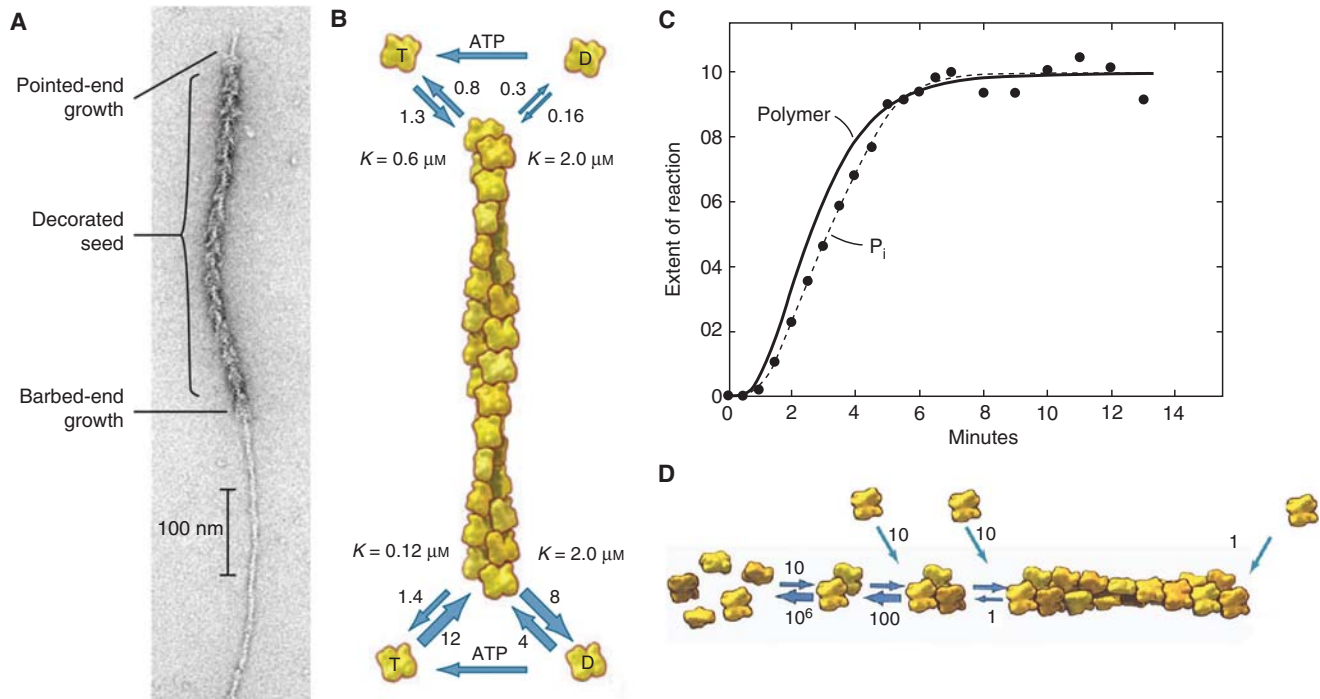 A
Pointed-end
growth
Decorated
seed
Barbed-end
growth
100 nm
B
T
ATP
D
0.8
0.3
1.3
0.16
K = 0.6 μM
K = 2.0 μM
K = 0.12 μM
K = 2.0 μM
1.4
8
12
4
T
ATP
D
C
Extent of reaction
10
08
06
04
02
0
Polymer
Pi
0
2
4
6
8
10
12
14
Minutes
D
10
10
1
10
10⁶
100
1